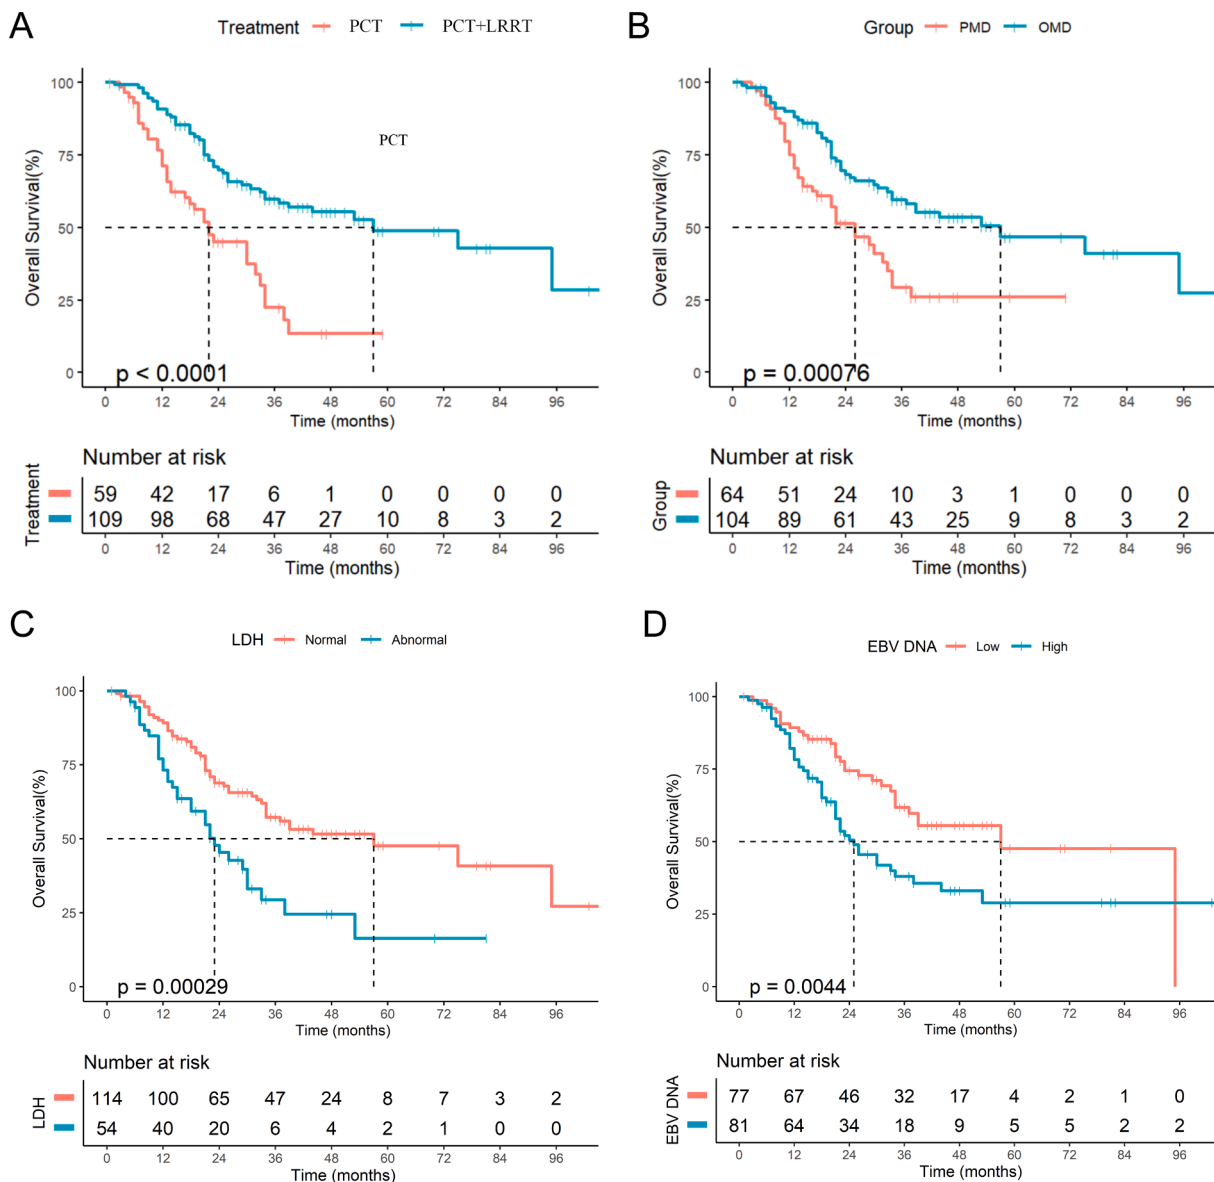 A
Treatment PCT PCT+LRRT
PCT
Overall Survival(%)
100
75
50
25
0
p < 0.0001
0 12 24 36 48 60 72 84 96
Time (months)
Number at risk
Treatment
59 42 17 6 1 0 0 0 0
109 98 68 47 27 10 8 3 2
0 12 24 36 48 60 72 84 96
Time (months)
B
Group PMD OMD
Overall Survival(%)
100
75
50
25
0
p = 0.00076
0 12 24 36 48 60 72 84 96
Time (months)
Number at risk
Group
64 51 24 10 3 1 0 0 0
104 89 61 43 25 9 8 3 2
0 12 24 36 48 60 72 84 96
Time (months)
C
LDH Normal Abnormal
Overall Survival(%)
100
75
50
25
0
p = 0.00029
0 12 24 36 48 60 72 84 96
Time (months)
Number at risk
LDH
114 100 65 47 24 8 7 3 2
54 40 20 6 4 2 1 0 0
0 12 24 36 48 60 72 84 96
Time (months)
D
EBV DNA Low High
Overall Survival(%)
100
75
50
25
0
p = 0.0044
0 12 24 36 48 60 72 84 96
Time (months)
Number at risk
EBV DNA
77 67 46 32 17 4 2 1 0
81 64 34 18 9 5 5 2 2
0 12 24 36 48 60 72 84 96
Time (months)